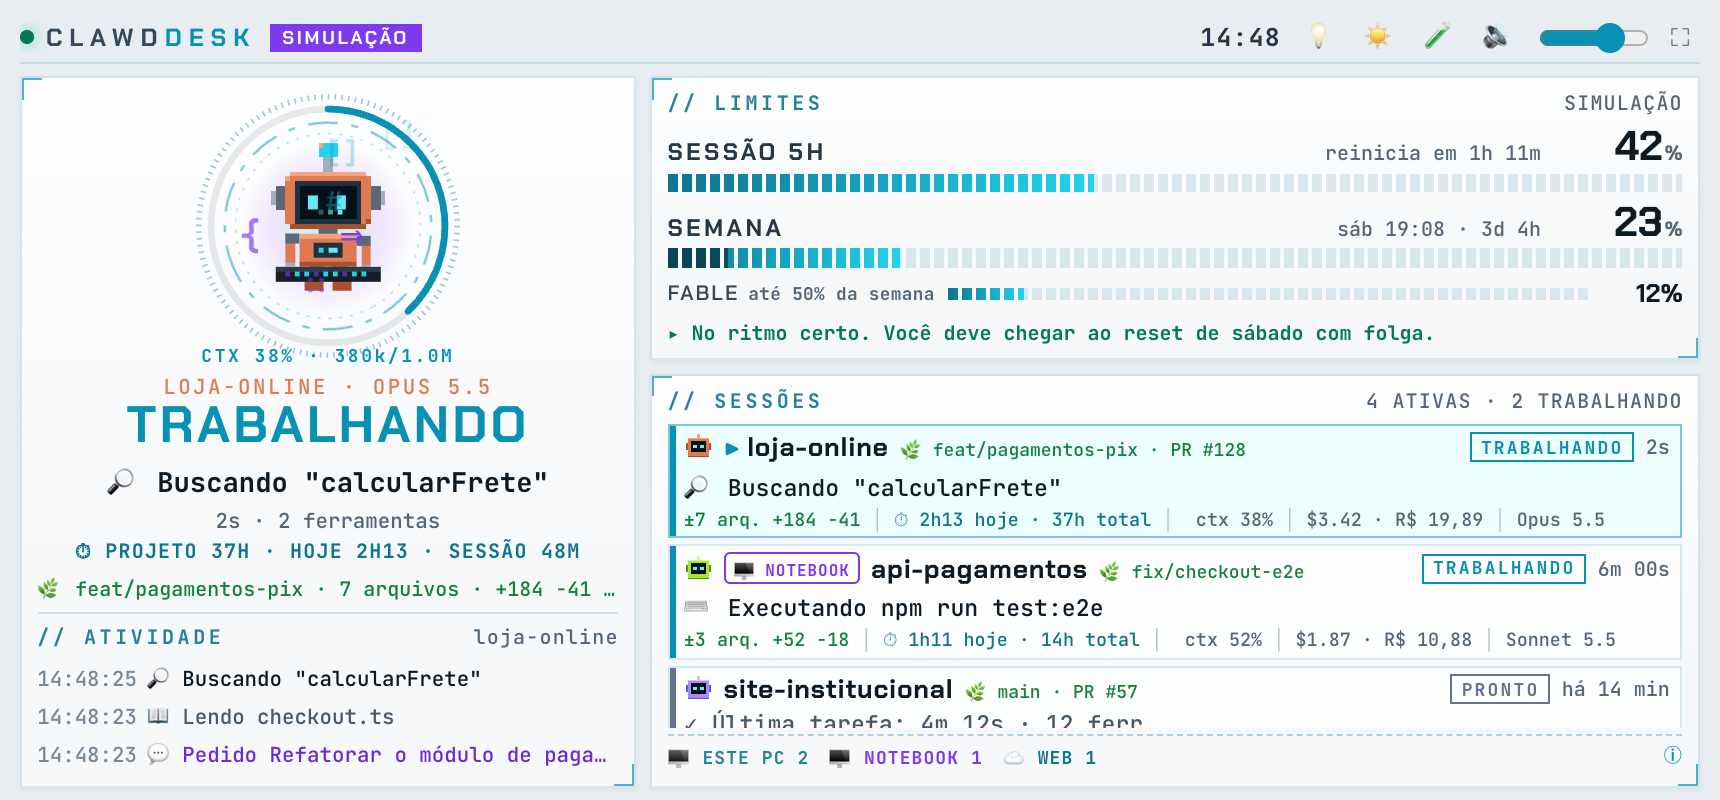 CLAWDDESK SIMULAÇÃO
14:48
CTX 38% · 380k/1.0M
LOJA-ONLINE · OPUS 5.5
TRABALHANDO
Buscando "calcularFrete"
2s · 2 ferramentas
PROJETO 37H · HOJE 2H13 · SESSÃO 48M
feat/pagamentos-pix · 7 arquivos · +184 -41 …
// ATIVIDADE loja-online
14:48:25 Buscando "calcularFrete"
14:48:23 Lendo checkout.ts
14:48:23 Pedido Refatorar o módulo de paga…
// LIMITES SIMULAÇÃO
SESSÃO 5H reinicia em 1h 11m 42%
SEMANA sáb 19:08 · 3d 4h 23%
FABLE até 50% da semana 12%
▸ No ritmo certo. Você deve chegar ao reset de sábado com folga.
// SESSÕES 4 ATIVAS · 2 TRABALHANDO
▸ loja-online feat/pagamentos-pix · PR #128 TRABALHANDO 2s
Buscando "calcularFrete"
±7 arq. +184 -41 2h13 hoje · 37h total ctx 38% $3.42 · R$ 19,89 Opus 5.5
NOTEBOOK api-pagamentos fix/checkout-e2e TRABALHANDO 6m 00s
Executando npm run test:e2e
±3 arq. +52 -18 1h11 hoje · 14h total ctx 52% $1.87 · R$ 10,88 Sonnet 5.5
site-institucional main · PR #57 PRONTO há 14 min
✓ Última tarefa: 4m 12s · 12 ferr
ESTE PC 2 NOTEBOOK 1 WEB 1